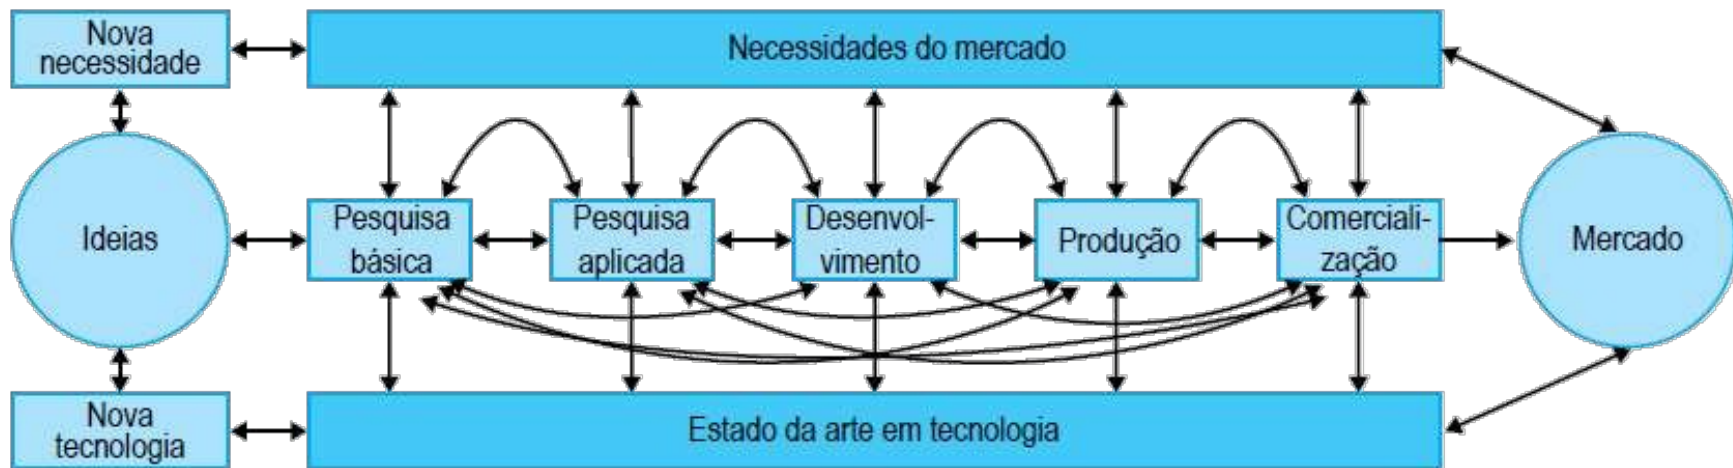 Nova
necessidade
Necessidades do mercado
Ideias
Pesquisa
básica
Pesquisa
aplicada
Desenvol-
vimento
Produção
Comerciali-
zação
Mercado
Nova
tecnologia
Estado da arte em tecnologia